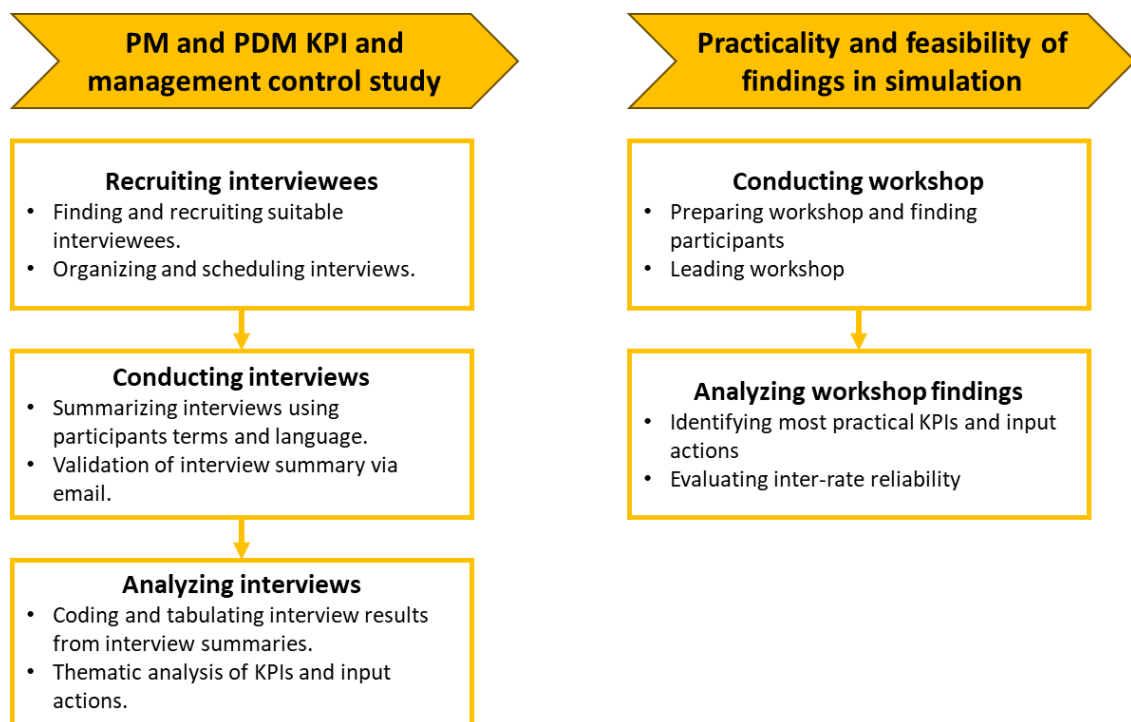 PM and PDM KPI and
management control study
Recruiting interviewees
• Finding and recruiting suitable
interviewees.
• Organizing and scheduling interviews.
Conducting interviews
• Summarizing interviews using
participants terms and language.
• Validation of interview summary via
email.
Analyzing interviews
• Coding and tabulating interview results
from interview summaries.
• Thematic analysis of KPIs and input
actions.
Practicality and feasibility of
findings in simulation
Conducting workshop
• Preparing workshop and finding
participants
• Leading workshop
Analyzing workshop findings
• Identifying most practical KPIs and input
actions
• Evaluating inter-rate reliability